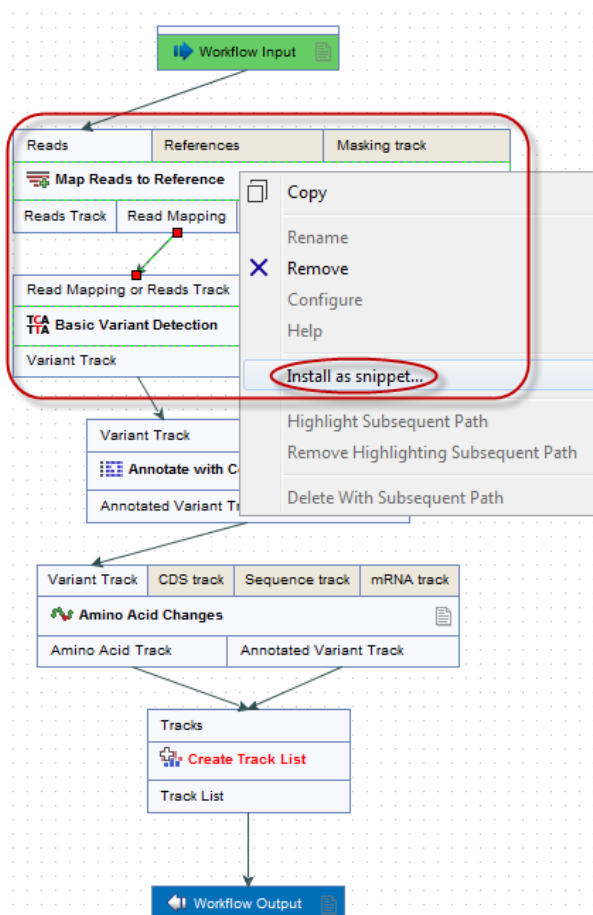 Workflow Input
Reads References Masking track
Map Reads to Reference
Copy
Reads Track Read Mapping
Rename
Remove
Read Mapping or Reads Track
Configure
Basic Variant Detection
Help
Variant Track
Install as snippet...
Highlight Subsequent Path
Variant Track
Remove Highlighting Subsequent Path
Annotate with C
Delete With Subsequent Path
Annotated Variant Tr
Variant Track CDS track Sequence track mRNA track
Amino Acid Changes
Amino Acid Track Annotated Variant Track
Tracks
Create Track List
Track List
Workflow Output